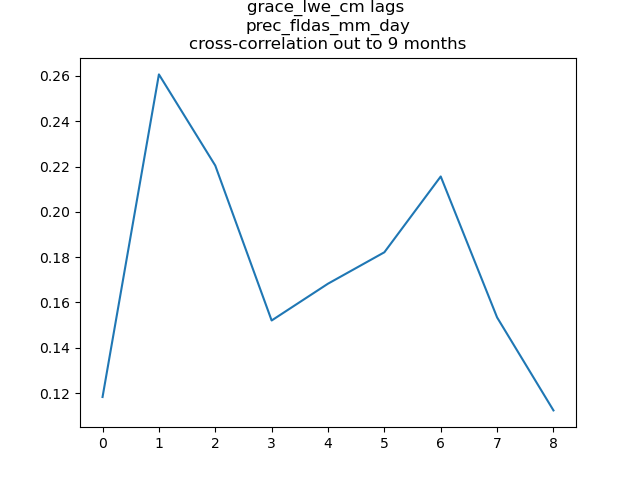 grace_lwe_cm lags
prec_fldas_mm_day
cross-correlation out to 9 months
0.26
0.24
0.22
0.20
0.18
0.16
0.14
0.12
0 1 2 3 4 5 6 7 8